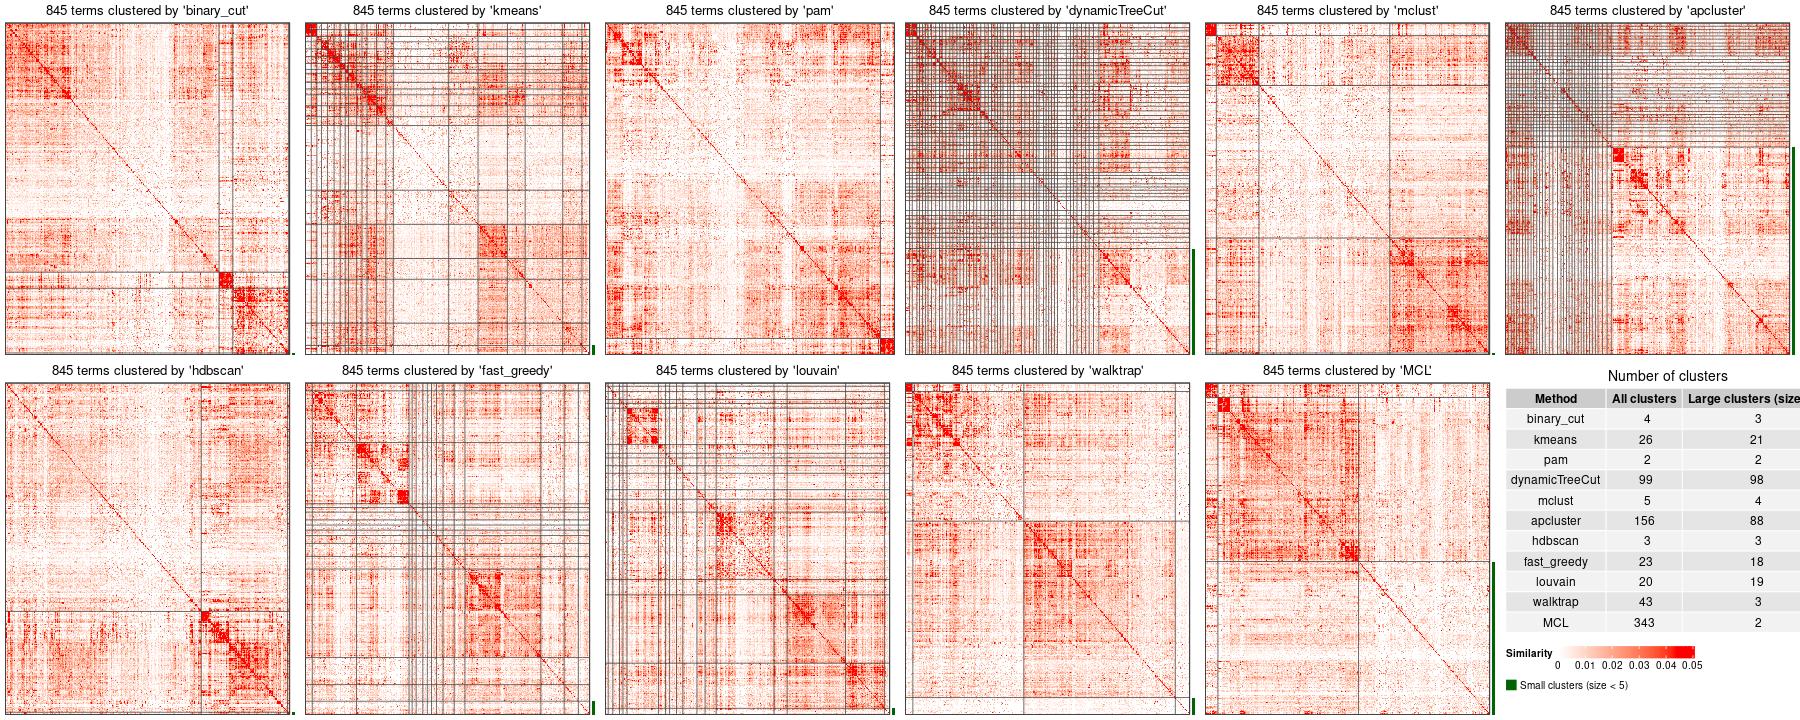 845 terms clustered by 'binary_cut'
845 terms clustered by 'kmeans'
845 terms clustered by 'pam'
845 terms clustered by 'dynamicTreeCut'
845 terms clustered by 'mclust'
845 terms clustered by 'apcluster'
845 terms clustered by 'hdbscan'
845 terms clustered by 'fast_greedy'
845 terms clustered by 'louvain'
845 terms clustered by 'walktrap'
845 terms clustered by 'MCL'
Number of clusters
Method All clusters Large clusters (size
binary_cut 4 3
kmeans 26 21
pam 2 2
dynamicTreeCut 99 98
mclust 5 4
apcluster 156 88
hdbscan 3 3
fast_greedy 23 18
louvain 20 19
walktrap 43 3
MCL 343 2
Similarity
0 0.01 0.02 0.03 0.04 0.05
Small clusters (size < 5)